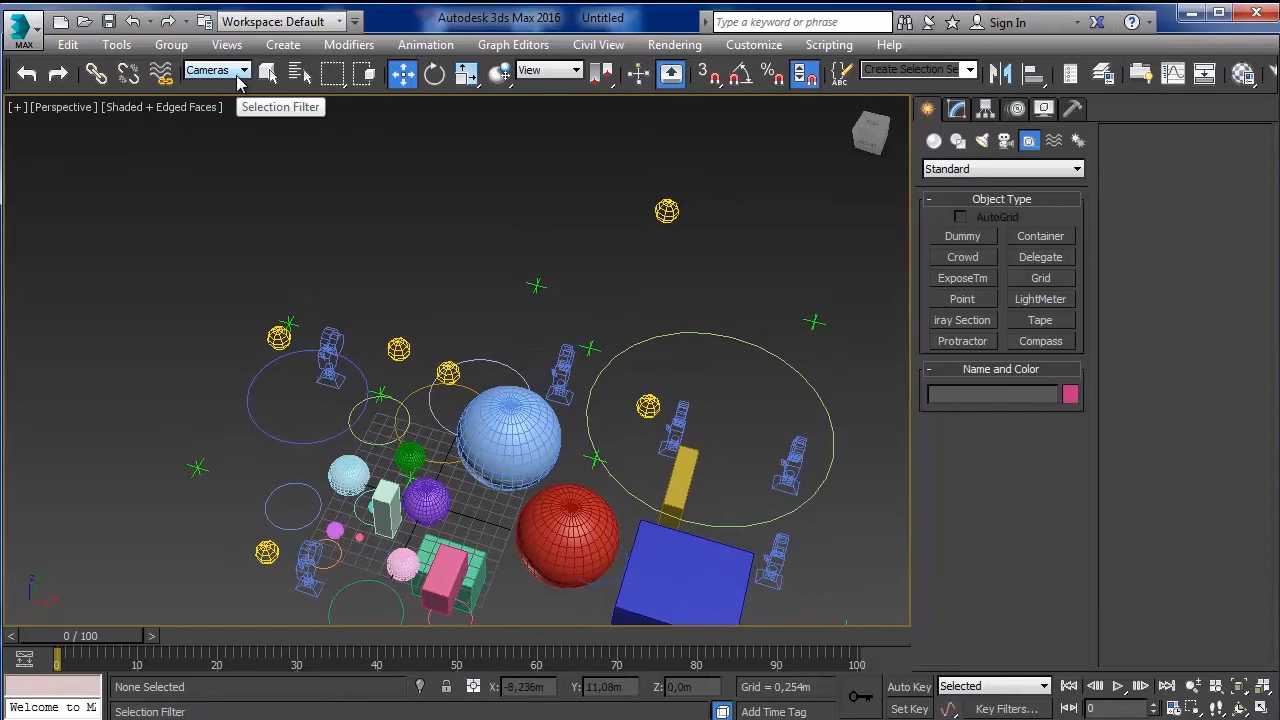 Workspace: Default
Autodesk 3ds Max 2016 Untitled
Type a keyword or phrase
Sign In
MAX
Edit Tools Group Views Create Modifiers Animation Graph Editors Civil View Rendering Customize Scripting Help
Cameras
View
3
Create Selection Se
Selection Filter
[+] [Perspective] [Shaded + Edged Faces]
TOP
FRONT
Standard
- Object Type
AutoGrid
Dummy Container
Crowd Delegate
ExposeTm Grid
Point LightMeter
iray Section Tape
Protractor Compass
- Name and Color
z
< 0 / 100 >
0 10 20 30 40 50 60 70 80 90 100
None Selected X: -8,236m Y: 11,08m Z: 0,0m Grid = 0,254m Auto Key Selected
Welcome to M
Selection Filter Add Time Tag Set Key Key Filters... 0